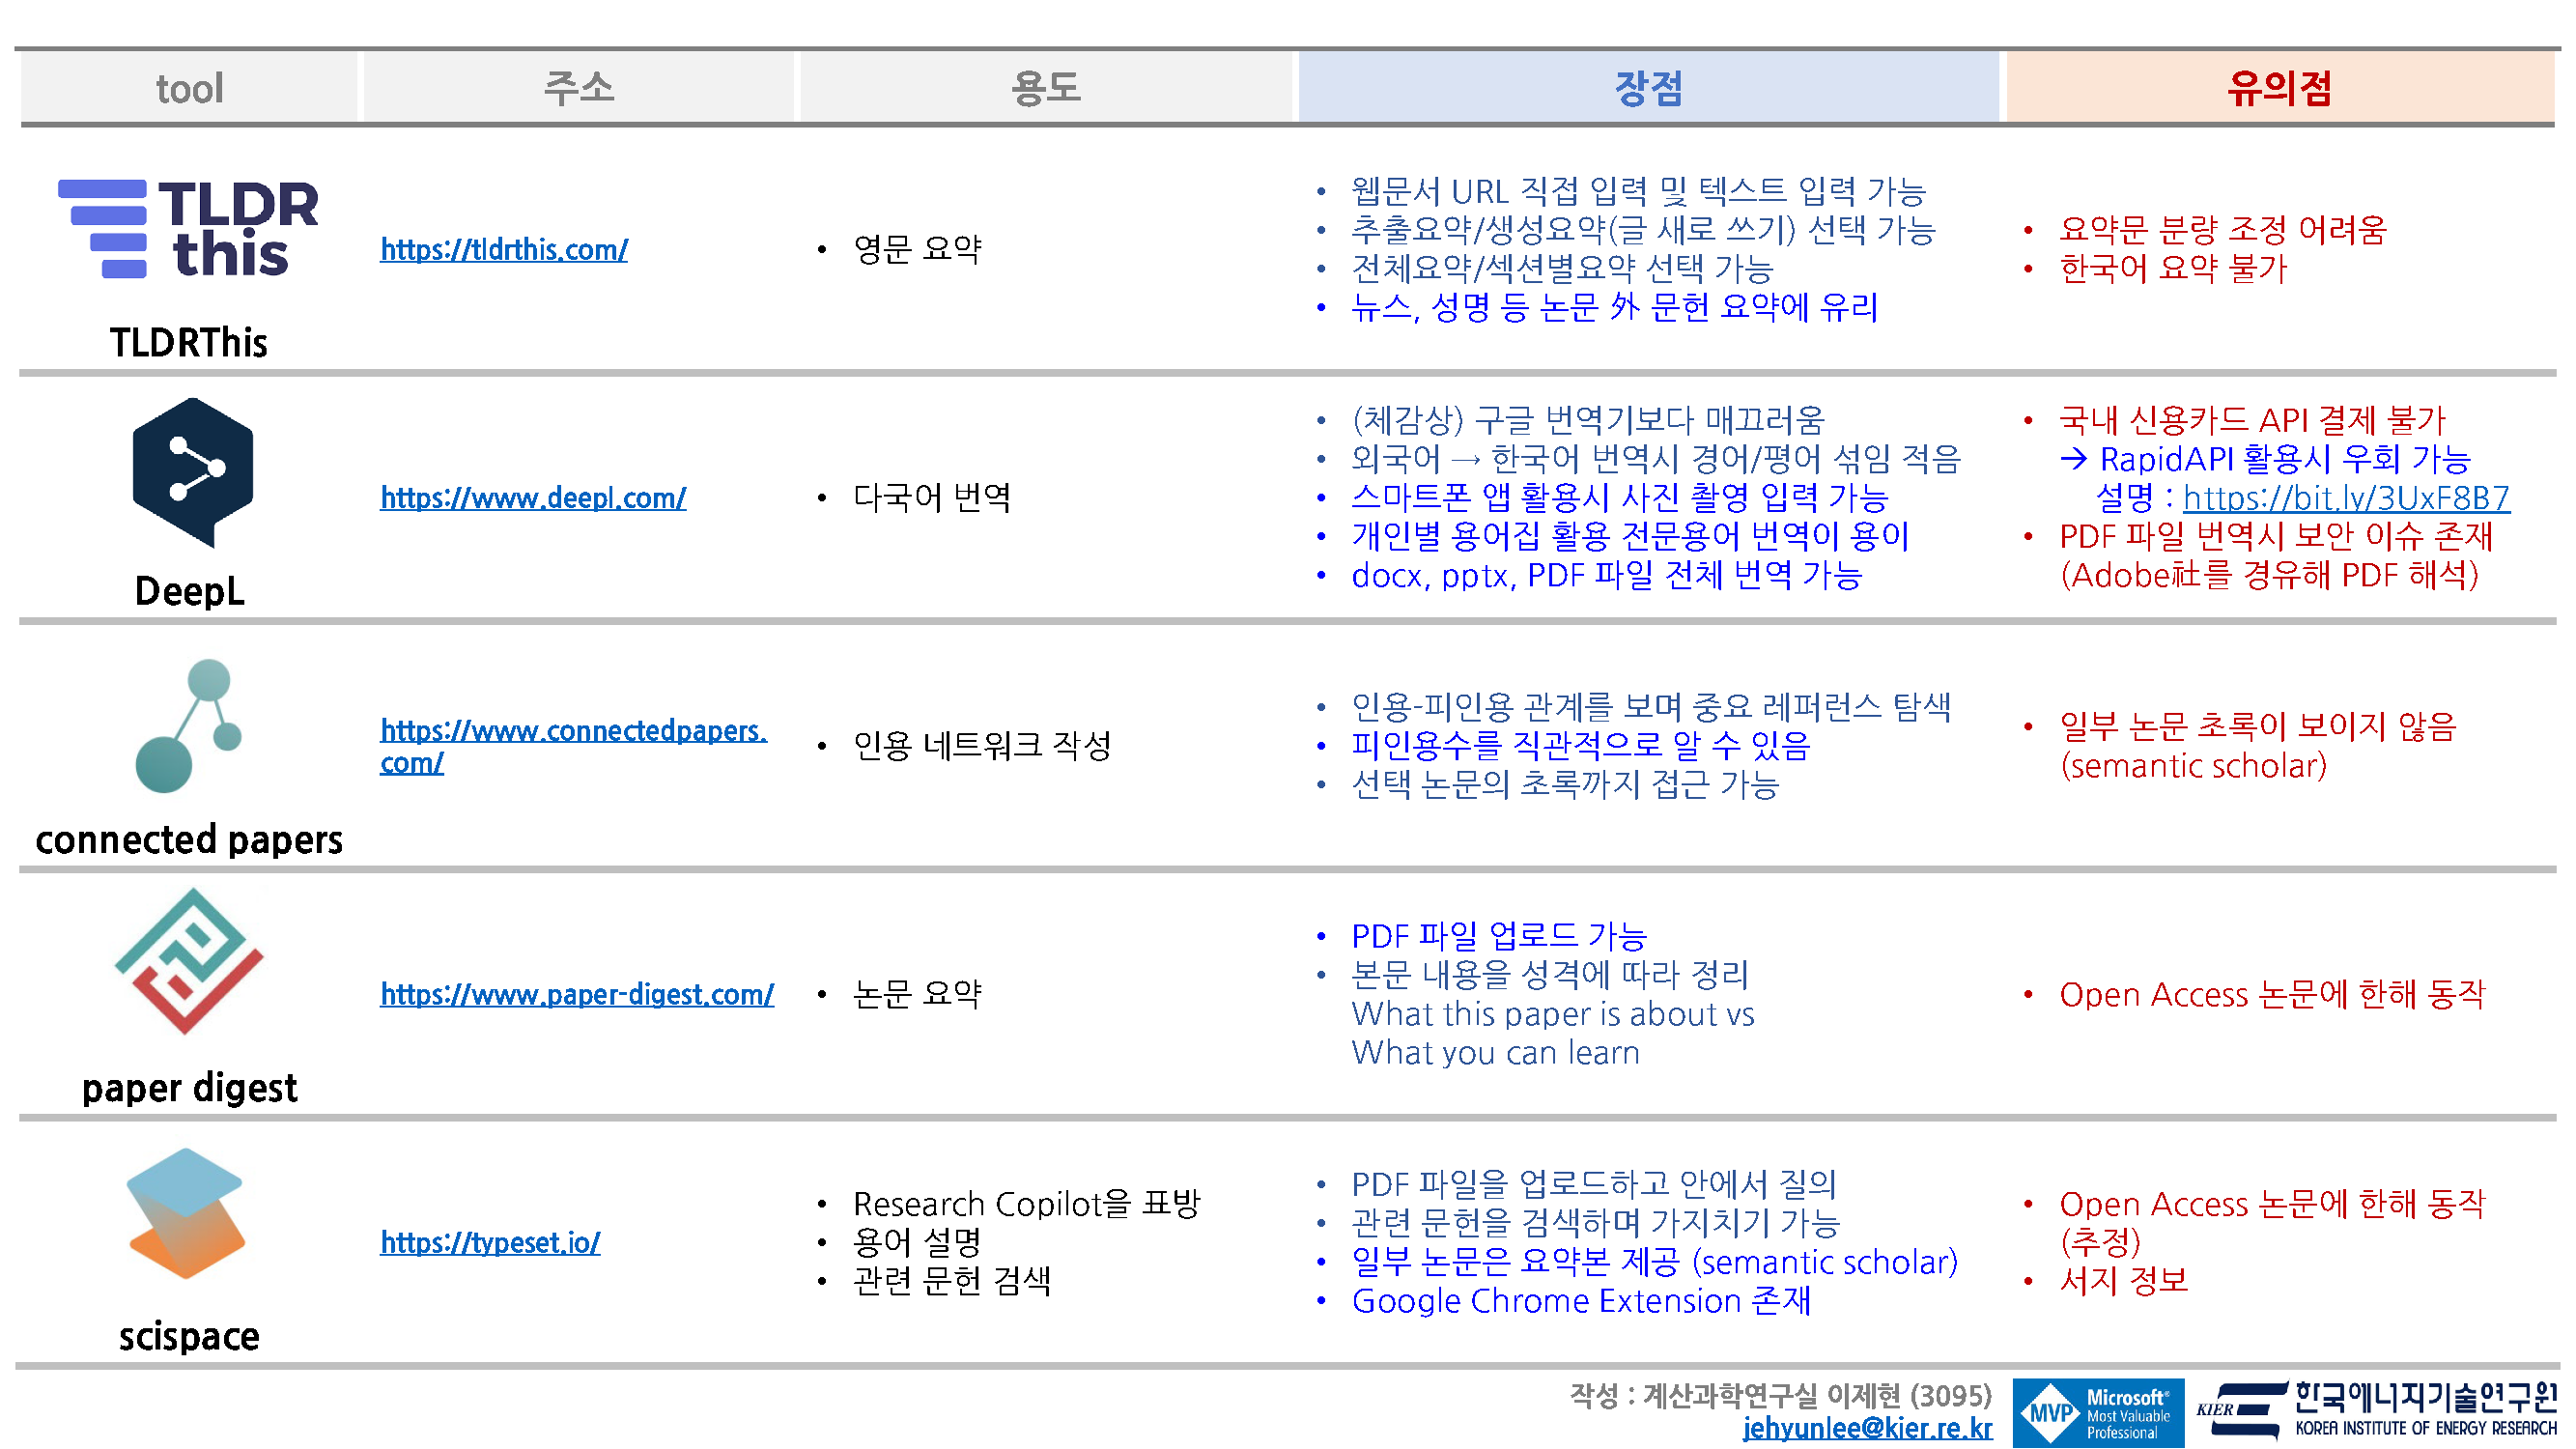 tool 주소 용도 장점 유의점
TLDR
this
TLDRThis
https://tldrthis.com/
• 영문 요약
• 웹문서 URL 직접 입력 및 텍스트 입력 가능
• 추출요약/생성요약(글 새로 쓰기) 선택 가능
• 전체요약/섹션별요약 선택 가능
• 뉴스, 성명 등 논문 外 문헌 요약에 유리
• 요약문 분량 조정 어려움
• 한국어 요약 불가
DeepL
https://www.deepl.com/
• 다국어 번역
• (체감상) 구글 번역기보다 매끄러움
• 외국어 → 한국어 번역시 경어/평어 섞임 적음
• 스마트폰 앱 활용시 사진 촬영 입력 가능
• 개인별 용어집 활용 전문용어 번역이 용이
• docx, pptx, PDF 파일 전체 번역 가능
• 국내 신용카드 API 결제 불가
→ RapidAPI 활용시 우회 가능
설명 : https://bit.ly/3UxF8B7
• PDF 파일 번역시 보안 이슈 존재
(Adobe社를 경유해 PDF 해석)
connected papers
https://www.connectedpapers.
com/
• 인용 네트워크 작성
• 인용-피인용 관계를 보며 중요 레퍼런스 탐색
• 피인용수를 직관적으로 알 수 있음
• 선택 논문의 초록까지 접근 가능
• 일부 논문 초록이 보이지 않음
(semantic scholar)
paper digest
https://www.paper-digest.com/
• 논문 요약
• PDF 파일 업로드 가능
• 본문 내용을 성격에 따라 정리
What this paper is about vs
What you can learn
• Open Access 논문에 한해 동작
scispace
https://typeset.io/
• Research Copilot을 표방
• 용어 설명
• 관련 문헌 검색
• PDF 파일을 업로드하고 안에서 질의
• 관련 문헌을 검색하며 가지치기 가능
• 일부 논문은 요약본 제공 (semantic scholar)
• Google Chrome Extension 존재
• Open Access 논문에 한해 동작
(추정)
• 서지 정보
작성 : 계산과학연구실 이제현 (3095)
jehyunlee@kier.re.kr
MVP
Microsoft®
Most Valuable
Professional
KIER
한국에너지기술연구원
KOREA INSTITUTE OF ENERGY RESEARCH